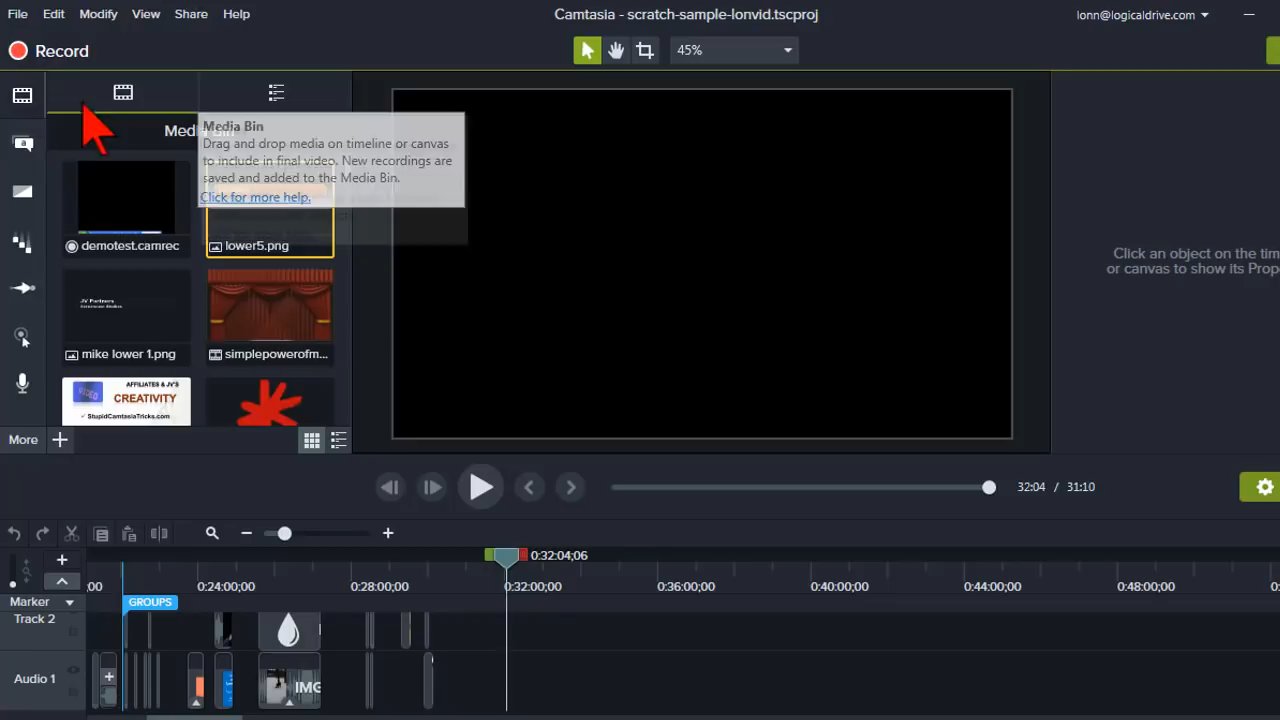 File Edit Modify View Share Help
Camtasia - scratch-sample-lonvid.tscproj
lonn@logicaldrive.com
Record
45%
Media Bin
Drag and drop media on timeline or canvas
to include in final video. New recordings are
saved and added to the Media Bin.
Click for more help.
demotest.camrec
lower5.png
JV Partners
mike lower 1.png
simplepowerofm...
VIDEO
AFFILIATES & JV'S
CREATIVITY
✓ StupidCamtasiaTricks.com
More
Click an object on the tim
or canvas to show its Prop
32:04 / 31:10
0:32:04;06
:00 0:24:00;00 0:28:00;00 0:32:00;00 0:36:00;00 0:40:00;00 0:44:00;00 0:48:00;00 0:
Marker
GROUPS
Track 2
Audio 1
IMG